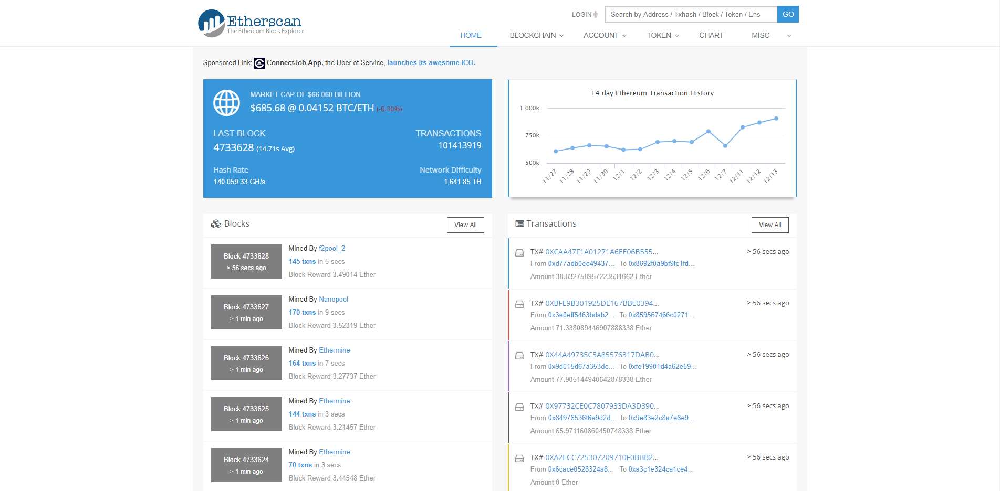 Etherscan
The Ethereum Block Explorer
LOGIN
Search by Address / Txhash / Block / Token / Ens
GO
HOME
BLOCKCHAIN
ACCOUNT
TOKEN
CHART
MISC
Sponsored Link: ConnectJob App, the Uber of Service, launches its awesome ICO.
MARKET CAP OF $66.060 BILLION
$685.68 @ 0.04152 BTC/ETH (-0.30%)
LAST BLOCK
4733628 (14.71s Avg)
TRANSACTIONS
101413919
Hash Rate
140,059.33 GH/s
Network Difficulty
1,641.85 TH
14 day Ethereum Transaction History
1 000k
750k
500k
11/27 11/28 11/29 11/30 12/1 12/2 12/3 12/4 12/5 12/6 12/7 12/11 12/12 12/13
Blocks
View All
Block 4733628
> 56 secs ago
Mined By f2pool_2
145 txns in 5 secs
Block Reward 3.49014 Ether
Block 4733627
> 1 min ago
Mined By Nanopool
170 txns in 9 secs
Block Reward 3.52319 Ether
Block 4733626
> 1 min ago
Mined By Ethermine
164 txns in 7 secs
Block Reward 3.27737 Ether
Block 4733625
> 1 min ago
Mined By Ethermine
144 txns in 3 secs
Block Reward 3.21457 Ether
Block 4733624
> 1 min ago
Mined By Ethermine
70 txns in 3 secs
Block Reward 3.44548 Ether
Transactions
View All
TX# 0XCAA47F1A01271A6EE06B555... > 56 secs ago
From 0xd77adb0ee49437... To 0x8692f0a9bf9fc1fd...
Amount 38.832758957223531662 Ether
TX# 0XBFE9B301925DE167BBE0394... > 56 secs ago
From 0x3e0eff5463bdab2... To 0x859567466c0271...
Amount 71.338089446907888338 Ether
TX# 0X44A49735C5A85576317DAB0... > 56 secs ago
From 0x9d015d67a353dc... To 0xfe19901d4a62e59...
Amount 77.905144940642878338 Ether
TX# 0X97732CE0C7807933DA3D390... > 56 secs ago
From 0x84976536f6e9d2d... To 0x9e83e2c8a7e8e9...
Amount 65.971160860450748338 Ether
TX# 0XA2ECC725307209710F0BBB2... > 56 secs ago
From 0x6cace0528324a8... To 0xa3c1e324ca1ce4...
Amount 0 Ether